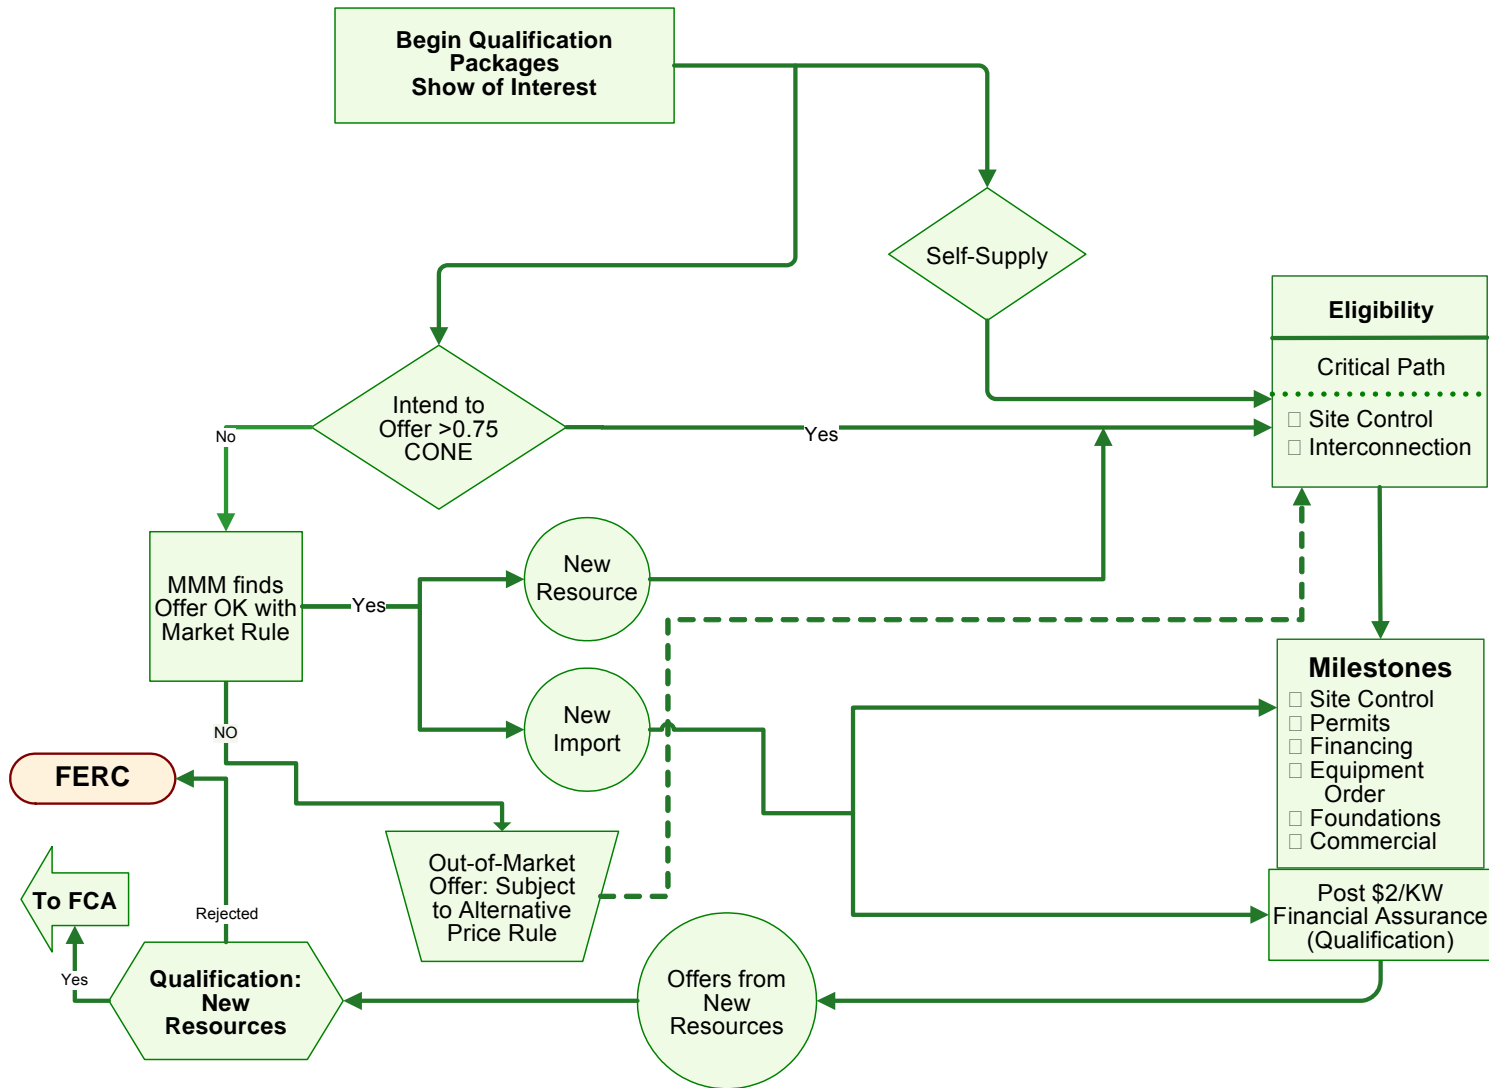 Begin Qualification
Packages
Show of Interest
Self-Supply
Eligibility
Critical Path
Site Control
Interconnection
Intend to
Offer >0.75
CONE
No
Yes
MMM finds
Offer OK with
Market Rule
Yes
New
Resource
New
Import
NO
Milestones
Site Control
Permits
Financing
Equipment
Order
Foundations
Commercial
FERC
Out-of-Market
Offer: Subject
to Alternative
Price Rule
Post $2/KW
Financial Assurance
(Qualification)
To FCA
Rejected
Yes
Qualification:
New
Resources
Offers from
New
Resources